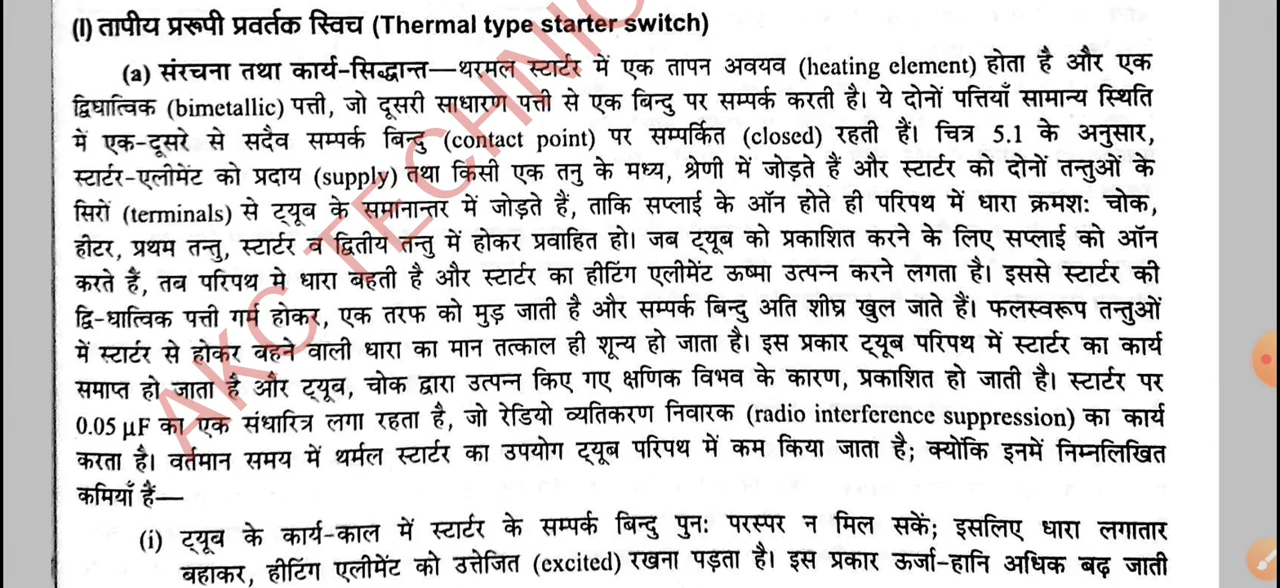 (I) तापीय प्ररूपी प्रवर्तक स्विच (Thermal type starter switch)
(a) संरचना तथा कार्य-सिद्धान्त—थरमल स्टार्टर में एक तापन अवयव (heating element) होता है और एक
द्विधात्विक (bimetallic) पत्ती, जो दूसरी साधारण पत्ती से एक बिन्दु पर सम्पर्क करती है। ये दोनों पत्तियाँ सामान्य स्थिति
में एक-दूसरे से सदैव सम्पर्क बिन्दु (contact point) पर सम्पर्कित (closed) रहती हैं। चित्र 5.1 के अनुसार,
स्टार्टर-एलीमेंट को प्रदाय (supply) तथा किसी एक तनु के मध्य, श्रेणी में जोड़ते हैं और स्टार्टर को दोनों तन्तुओं के
सिरों (terminals) से ट्यूब के समानान्तर में जोड़ते हैं, ताकि सप्लाई के ऑन होते ही परिपथ में धारा क्रमशः चोक,
हीटर, प्रथम तन्तु, स्टार्टर व द्वितीय तन्तु में होकर प्रवाहित हो। जब ट्यूब को प्रकाशित करने के लिए सप्लाई को ऑन
करते हैं, तब परिपथ मे धारा बहती है और स्टार्टर का हीटिंग एलीमेंट ऊष्मा उत्पन्न करने लगता है। इससे स्टार्टर की
द्वि-धात्विक पत्ती गर्म होकर, एक तरफ को मुड़ जाती है और सम्पर्क बिन्दु अति शीघ्र खुल जाते हैं। फलस्वरूप तन्तुओं
में स्टार्टर से होकर बहने वाली धारा का मान तत्काल ही शून्य हो जाता है। इस प्रकार ट्यूब परिपथ में स्टार्टर का कार्य
समाप्त हो जाता है और ट्यूब, चोक द्वारा उत्पन्न किए गए क्षणिक विभव के कारण, प्रकाशित हो जाती है। स्टार्टर पर
0.05 μF का एक संधारित्र लगा रहता है, जो रेडियो व्यतिकरण निवारक (radio interference suppression) का कार्य
करता है। वर्तमान समय में थर्मल स्टार्टर का उपयोग ट्यूब परिपथ में कम किया जाता है; क्योंकि इनमें निम्नलिखित
कमियाँ हैं—
(i) ट्यूब के कार्य-काल में स्टार्टर के सम्पर्क बिन्दु पुनः परस्पर न मिल सकें; इसलिए धारा लगातार
बहाकर, हीटिंग एलीमेंट को उत्तेजित (excited) रखना पड़ता है। इस प्रकार ऊर्जा-हानि अधिक बढ़ जाती
AKC TECHNIC